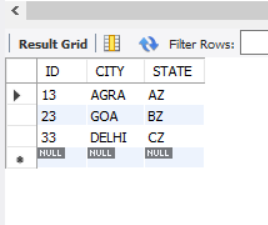 Result Grid Filter Rows:
ID CITY STATE
13 AGRA AZ
23 GOA BZ
33 DELHI CZ
NULL NULL NULL